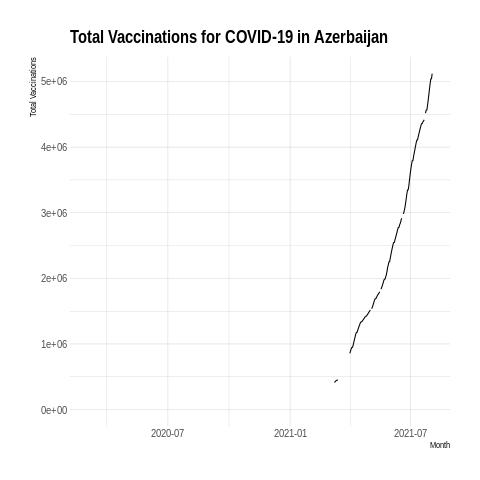 Total Vaccinations for COVID-19 in Azerbaijan
Total Vaccinations
5e+06
4e+06
3e+06
2e+06
1e+06
0e+00
2020-07 2021-01 2021-07
Month